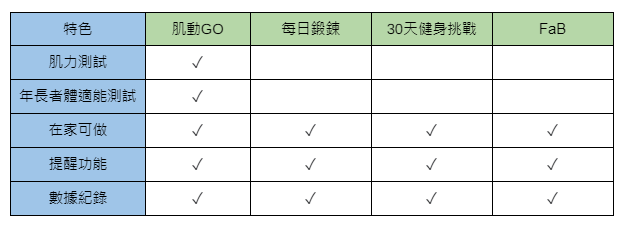 特色 肌動GO 每日鍛鍊 30天健身挑戰 FaB
肌力測試 ✓
年長者體適能測試 ✓
在家可做 ✓ ✓ ✓ ✓
提醒功能 ✓ ✓ ✓ ✓
數據紀錄 ✓ ✓ ✓ ✓